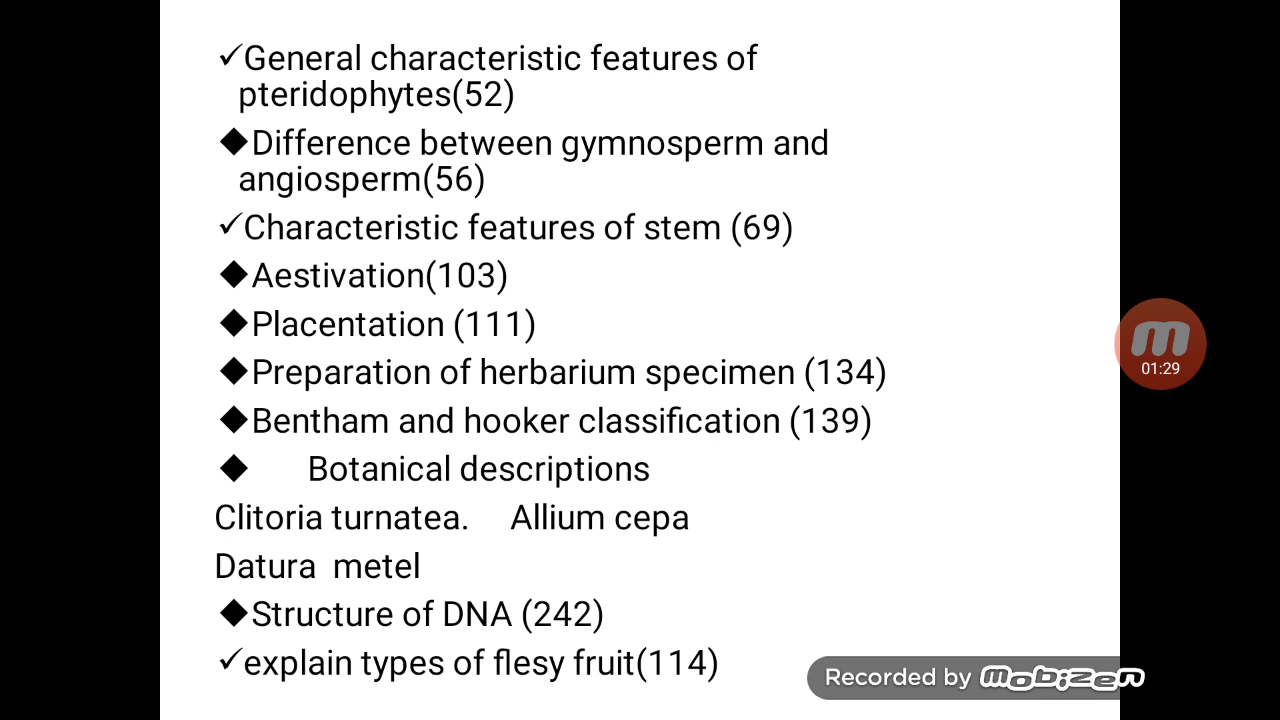 ✓General characteristic features of
pteridophytes(52)
◆Difference between gymnosperm and
angiosperm(56)
✓Characteristic features of stem (69)
◆Aestivation(103)
◆Placentation (111)
◆Preparation of herbarium specimen (134)
◆Bentham and hooker classification (139)
◆ Botanical descriptions
Clitoria turnatea. Allium cepa
Datura metel
◆Structure of DNA (242)
✓explain types of flesy fruit(114)
01:29
Recorded by mobizen